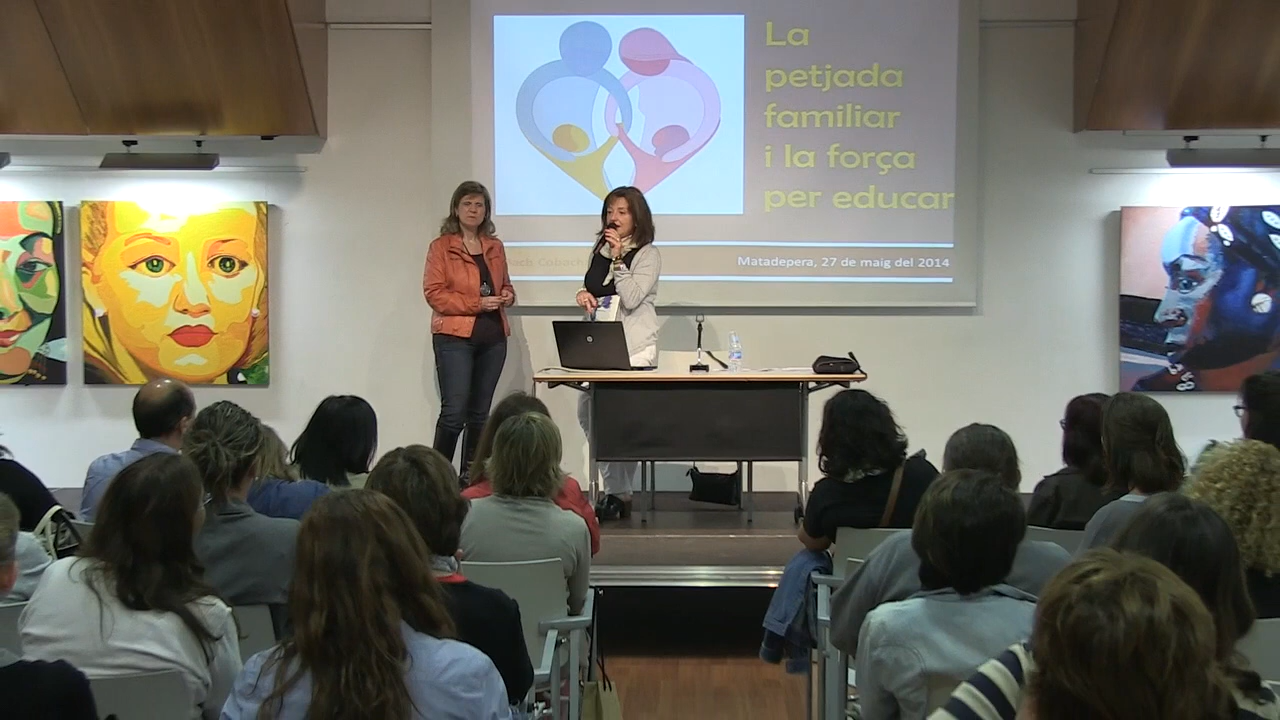 La
petjada
familiar
i la força
per educar
Matadepera, 27 de maig del 2014